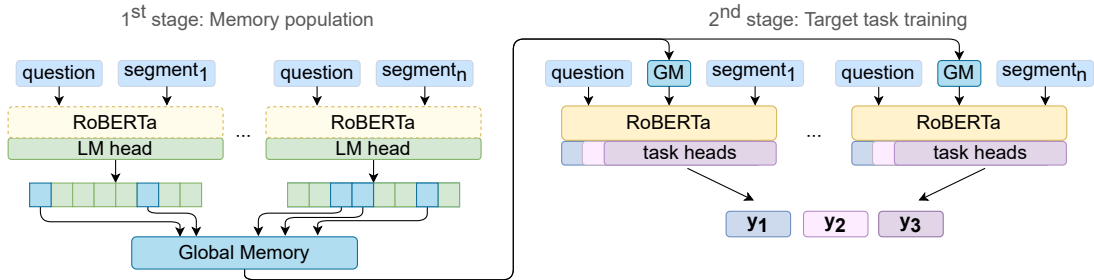 1st stage: Memory population
question
segment1
RoBERTa
LM head
...
question
segmentn
RoBERTa
LM head
Global Memory
2nd stage: Target task training
question
GM
segment1
RoBERTa
task heads
...
question
GM
segmentn
RoBERTa
task heads
y1
y2
y3